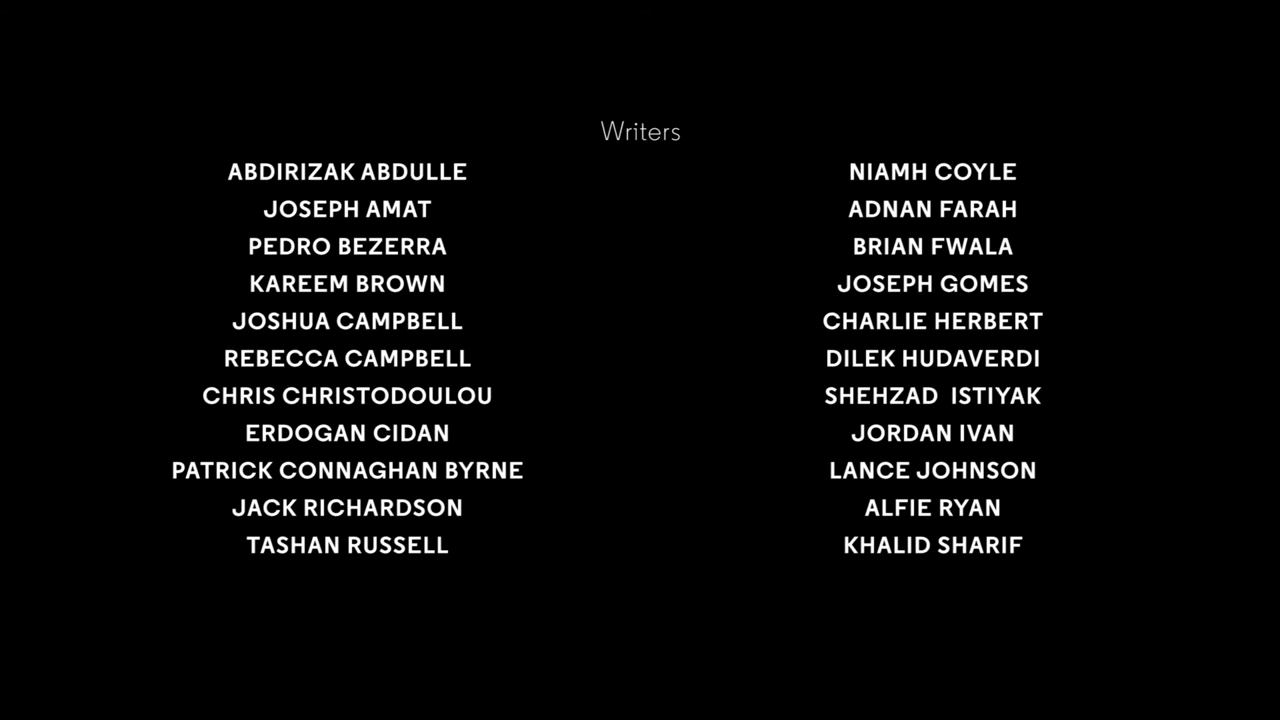 Writers
ABDIRIZAK ABDULLE
JOSEPH AMAT
PEDRO BEZERRA
KAREEM BROWN
JOSHUA CAMPBELL
REBECCA CAMPBELL
CHRIS CHRISTODOULOU
ERDOGAN CIDAN
PATRICK CONNAGHAN BYRNE
JACK RICHARDSON
TASHAN RUSSELL
NIAMH COYLE
ADNAN FARAH
BRIAN FWALA
JOSEPH GOMES
CHARLIE HERBERT
DILEK HUDAVERDI
SHEHZAD  ISTIYAK
JORDAN IVAN
LANCE JOHNSON
ALFIE RYAN
KHALID SHARIF